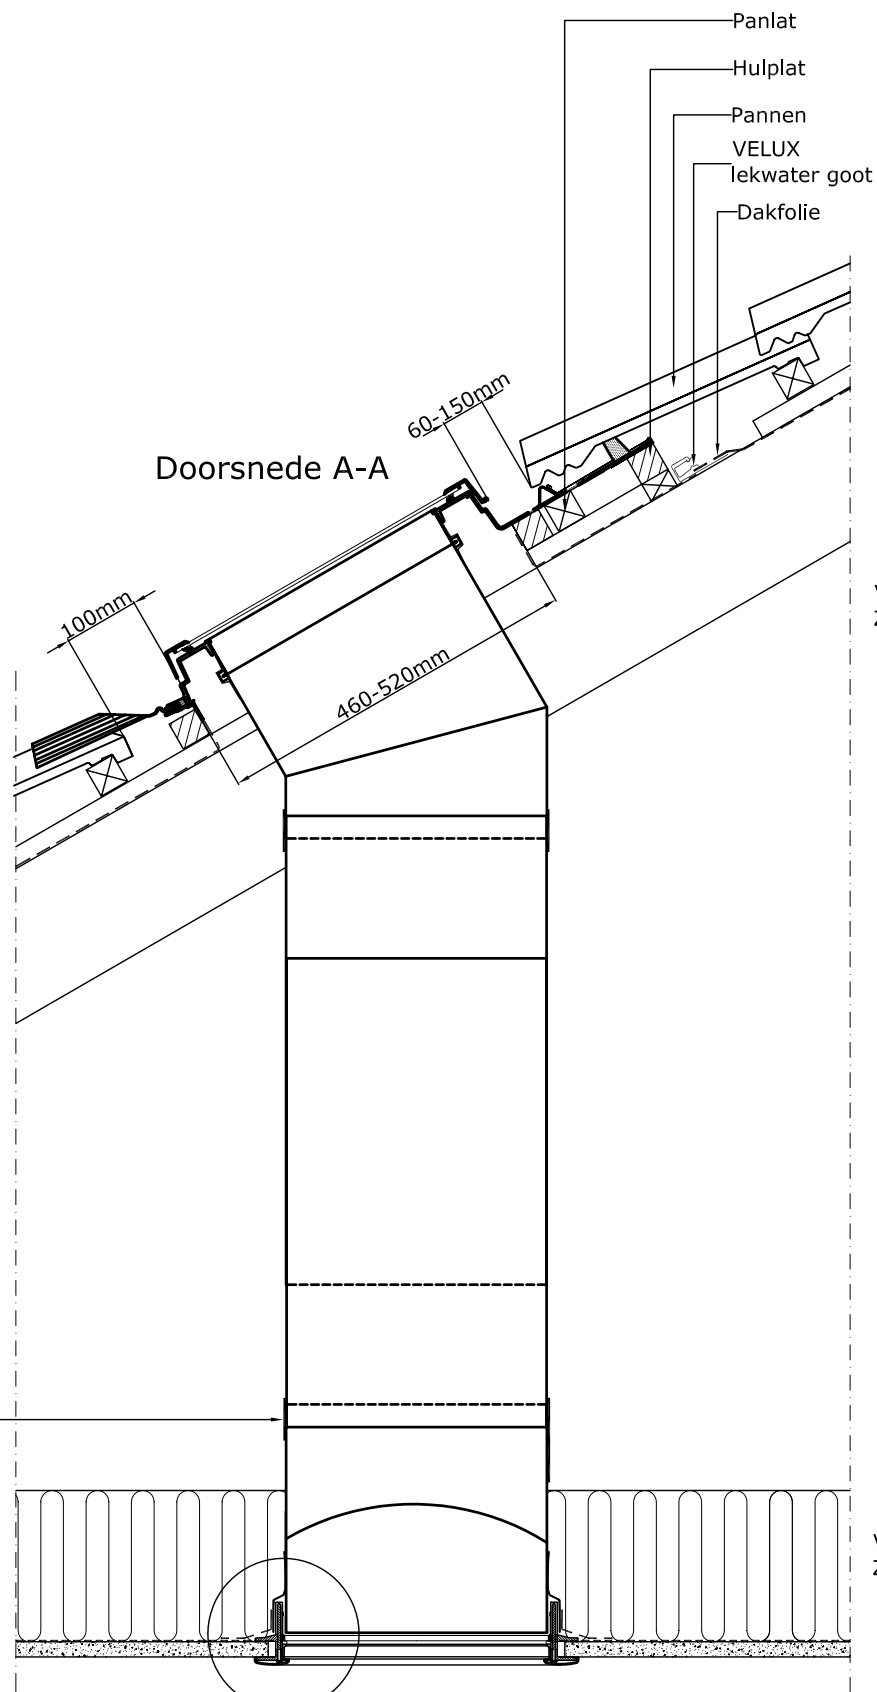 Panlat
Hulplat
Pannen
VELUX
lekwater goot
Dakfolie
60-150mm
Doorsnede A-A
100mm
460-520mm